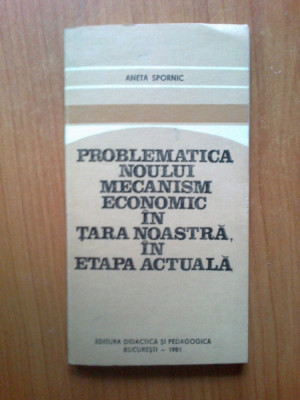 ANETA SPORNIC
PROBLEMATICA
NOULUI
MECANISM
ECONOMIC
ÎN
ȚARA NOASTRĂ,
ÎN
ETAPA ACTUALĂ
EDITURA DIDACTICĂ ȘI PEDAGOGICĂ
BUCUREȘTI – 1981